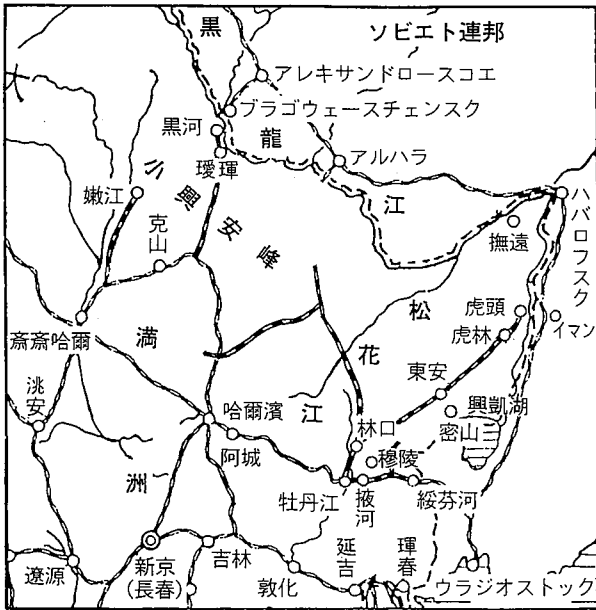 ソビエト連邦
黒龍江
アレキサンドロースコエ
ブラゴウェースチェンスク
黒河
璦琿
アルハラ
嫩江
小興安峰
克山
ハバロフスク
撫遠
松花江
虎頭
虎林
イマン
斎斎哈爾
満洲
東安
興凱湖
密山
洮安
哈爾濱
阿城
林口
穆陵
牡丹江
掖河
綏芬河
遼源
新京
(長春)
吉林
敦化
延吉
琿春
ウラジオストック